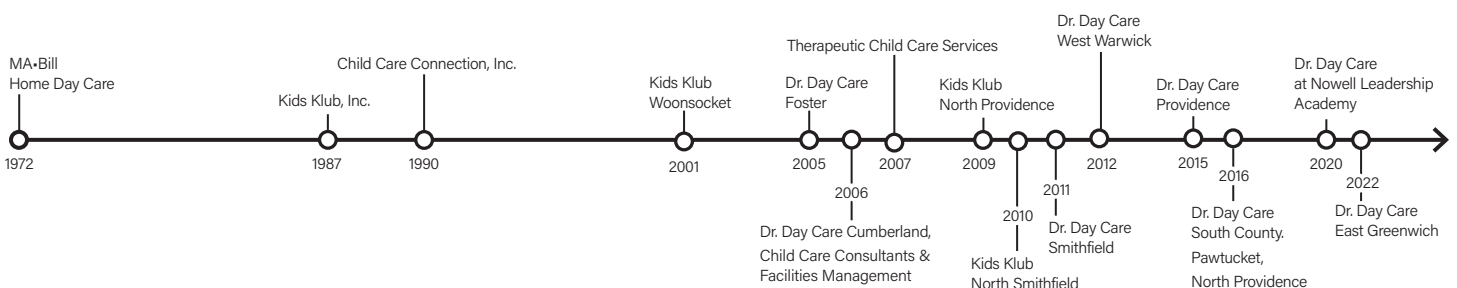 MA•Bill
Home Day Care
1972
Kids Klub, Inc.
1987
Child Care Connection, Inc.
1990
Kids Klub
Woonsocket
2001
Dr. Day Care
Foster
2005
2006
Dr. Day Care Cumberland,
Child Care Consultants &
Facilities Management
Therapeutic Child Care Services
2007
Kids Klub
North Providence
2009
2010
Kids Klub
North Smithfield
2011
Dr. Day Care
Smithfield
Dr. Day Care
West Warwick
2012
Dr. Day Care
Providence
2015
2016
Dr. Day Care
South County.
Pawtucket,
North Providence
Dr. Day Care
at Nowell Leadership
Academy
2020
2022
Dr. Day Care
East Greenwich